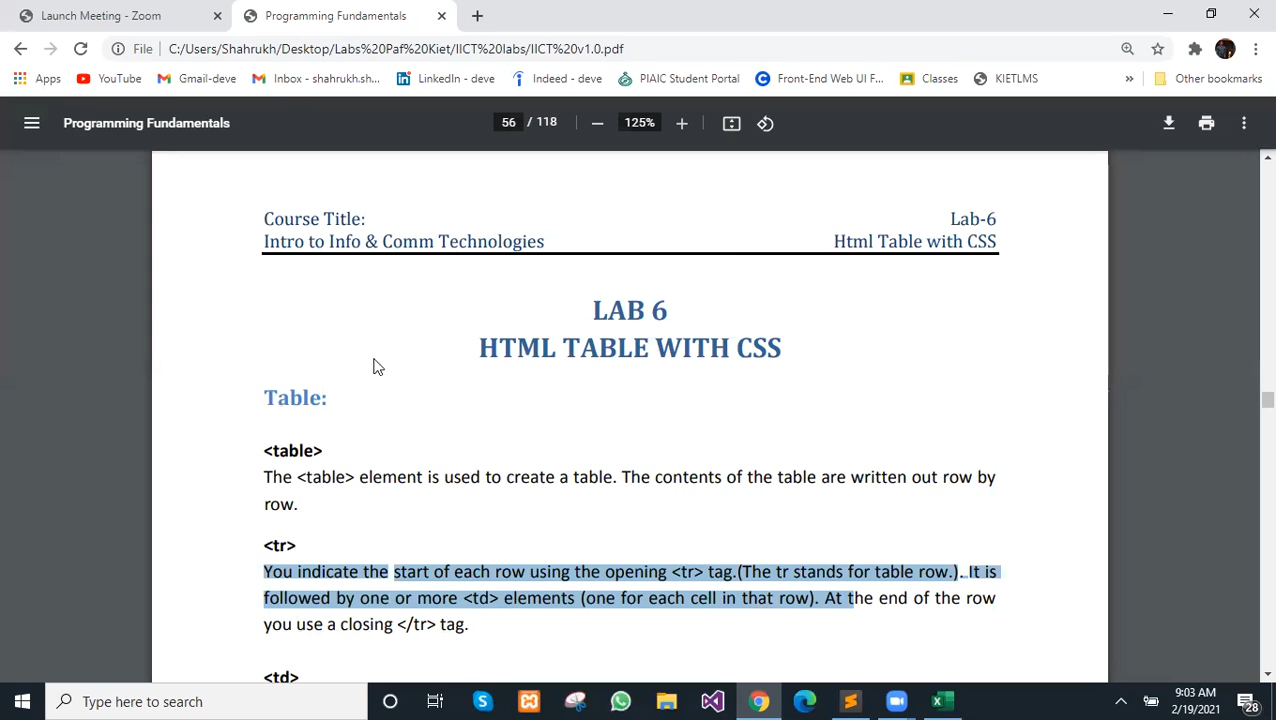 Launch Meeting - Zoom
Programming Fundamentals
File
C:/Users/Shahrukh/Desktop/Labs%20Paf%20Kiet/IICT%20labs/IICT%20v1.0.pdf
Apps
YouTube
Gmail-deve
Inbox - shahrukh.sh...
LinkedIn - deve
Indeed - deve
PIAIC Student Portal
Front-End Web UI F...
Classes
KIETLMS
»
Other bookmarks
Programming Fundamentals
56 / 118
125%
Course Title:
Lab-6
Intro to Info & Comm Technologies
Html Table with CSS
LAB 6
HTML TABLE WITH CSS
Table:
<table>
The <table> element is used to create a table. The contents of the table are written out row by
row.
<tr>
You indicate the start of each row using the opening <tr> tag.(The tr stands for table row.). It is
followed by one or more <td> elements (one for each cell in that row). At the end of the row
you use a closing </tr> tag.
<td>
Type here to search
9:03 AM
2/19/2021
28